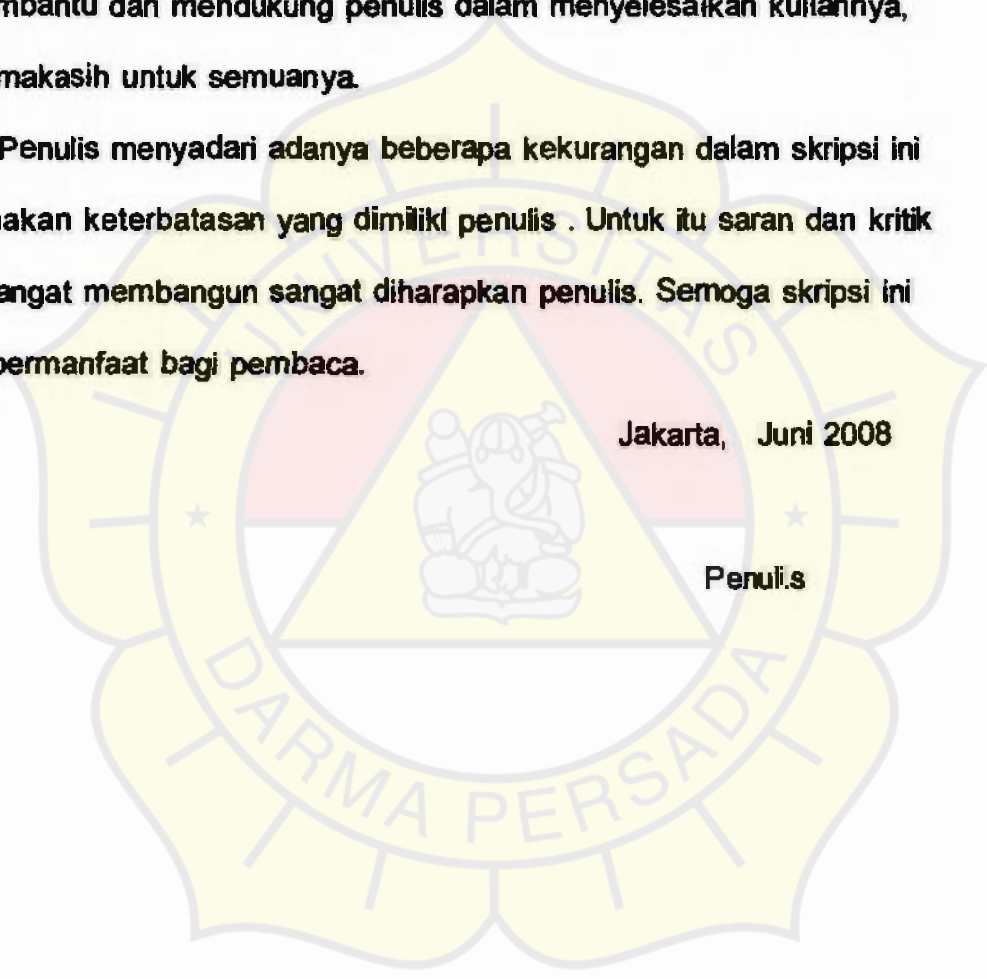 mbantu dan mendukung penulis dalam menyelesaikan kuliahnya,
makasih untuk semuanya.
Penulis menyadari adanya beberapa kekurangan dalam skripsi ini
akan keterbatasan yang dimiliki penulis . Untuk itu saran dan kritik
angat membangun sangat diharapkan penulis. Semoga skripsi ini
bermanfaat bagi pembaca.
Jakarta, Juni 2008
Penuli.s
UNIVERSITAS
DARMA PERSADA